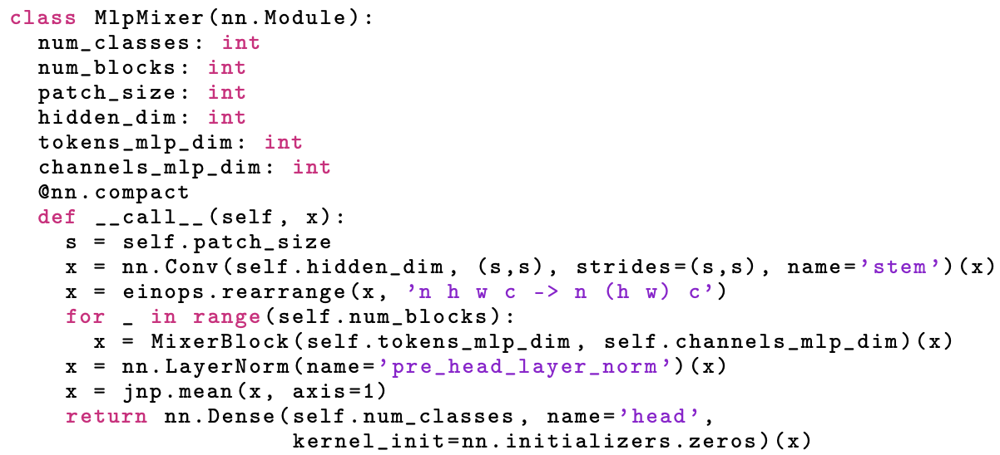 class MlpMixer(nn.Module):
  num_classes: int
  num_blocks: int
  patch_size: int
  hidden_dim: int
  tokens_mlp_dim: int
  channels_mlp_dim: int
  @nn.compact
  def __call__(self, x):
    s = self.patch_size
    x = nn.Conv(self.hidden_dim, (s,s), strides=(s,s), name='stem')(x)
    x = einops.rearrange(x, 'n h w c -> n (h w) c')
    for _ in range(self.num_blocks):
      x = MixerBlock(self.tokens_mlp_dim, self.channels_mlp_dim)(x)
    x = nn.LayerNorm(name='pre_head_layer_norm')(x)
    x = jnp.mean(x, axis=1)
    return nn.Dense(self.num_classes, name='head',
                    kernel_init=nn.initializers.zeros)(x)